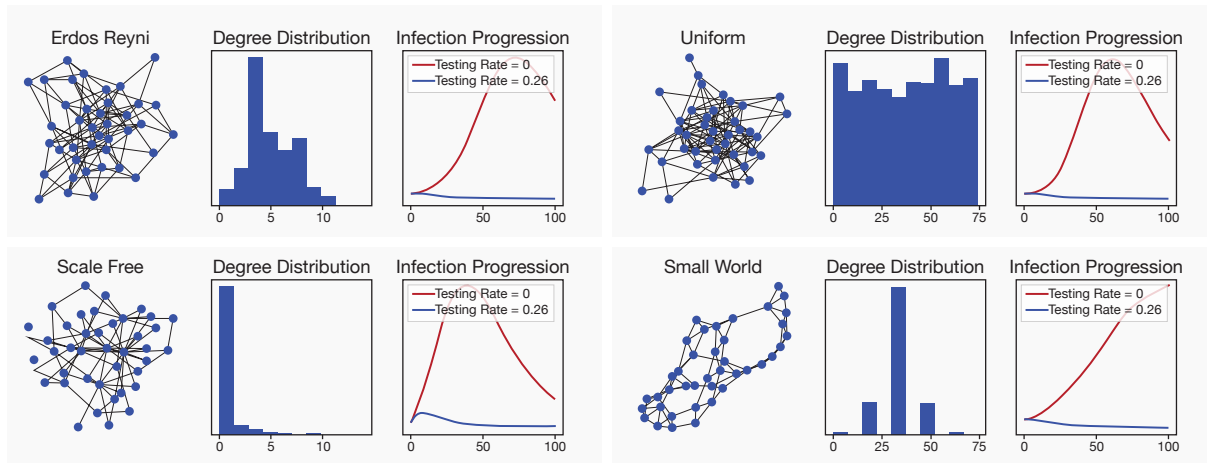 Erdos Reyni
Degree Distribution
Infection Progression
Testing Rate = 0
Testing Rate = 0.26
0 5 10
0 50 100
Uniform
Degree Distribution
Infection Progression
Testing Rate = 0
Testing Rate = 0.26
0 25 50 75
0 50 100
Scale Free
Degree Distribution
Infection Progression
Testing Rate = 0
Testing Rate = 0.26
0 5 10
0 50 100
Small World
Degree Distribution
Infection Progression
Testing Rate = 0
Testing Rate = 0.26
0 25 50 75
0 50 100